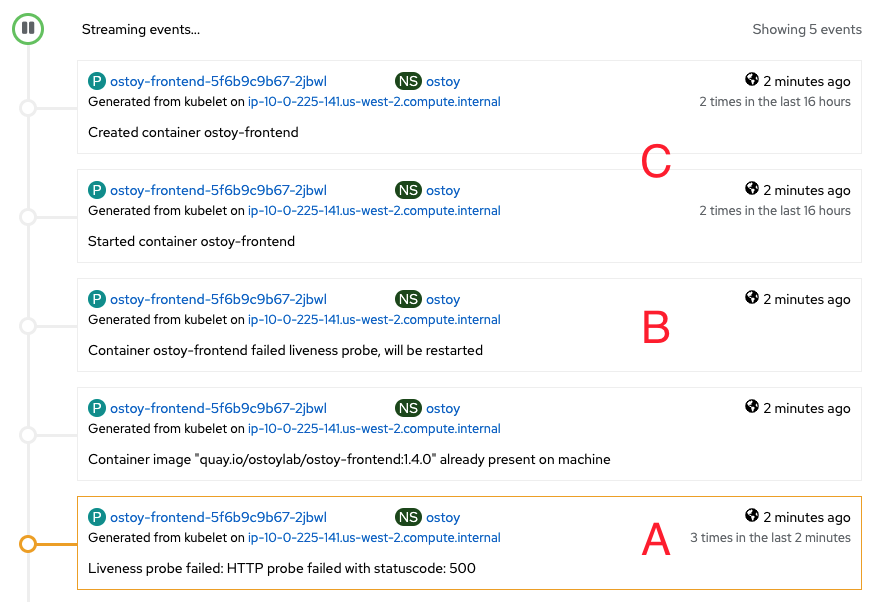 Streaming events...
Showing 5 events
P ostoy-frontend-5f6b9c9b67-2jbwl NS ostoy 2 minutes ago
Generated from kubelet on ip-10-0-225-141.us-west-2.compute.internal 2 times in the last 16 hours
Created container ostoy-frontend
C
P ostoy-frontend-5f6b9c9b67-2jbwl NS ostoy 2 minutes ago
Generated from kubelet on ip-10-0-225-141.us-west-2.compute.internal 2 times in the last 16 hours
Started container ostoy-frontend
P ostoy-frontend-5f6b9c9b67-2jbwl NS ostoy 2 minutes ago
Generated from kubelet on ip-10-0-225-141.us-west-2.compute.internal
B
Container ostoy-frontend failed liveness probe, will be restarted
P ostoy-frontend-5f6b9c9b67-2jbwl NS ostoy 2 minutes ago
Generated from kubelet on ip-10-0-225-141.us-west-2.compute.internal
Container image "quay.io/ostoylab/ostoy-frontend:1.4.0" already present on machine
P ostoy-frontend-5f6b9c9b67-2jbwl NS ostoy 2 minutes ago
Generated from kubelet on ip-10-0-225-141.us-west-2.compute.internal 3 times in the last 2 minutes
A
Liveness probe failed: HTTP probe failed with statuscode: 500